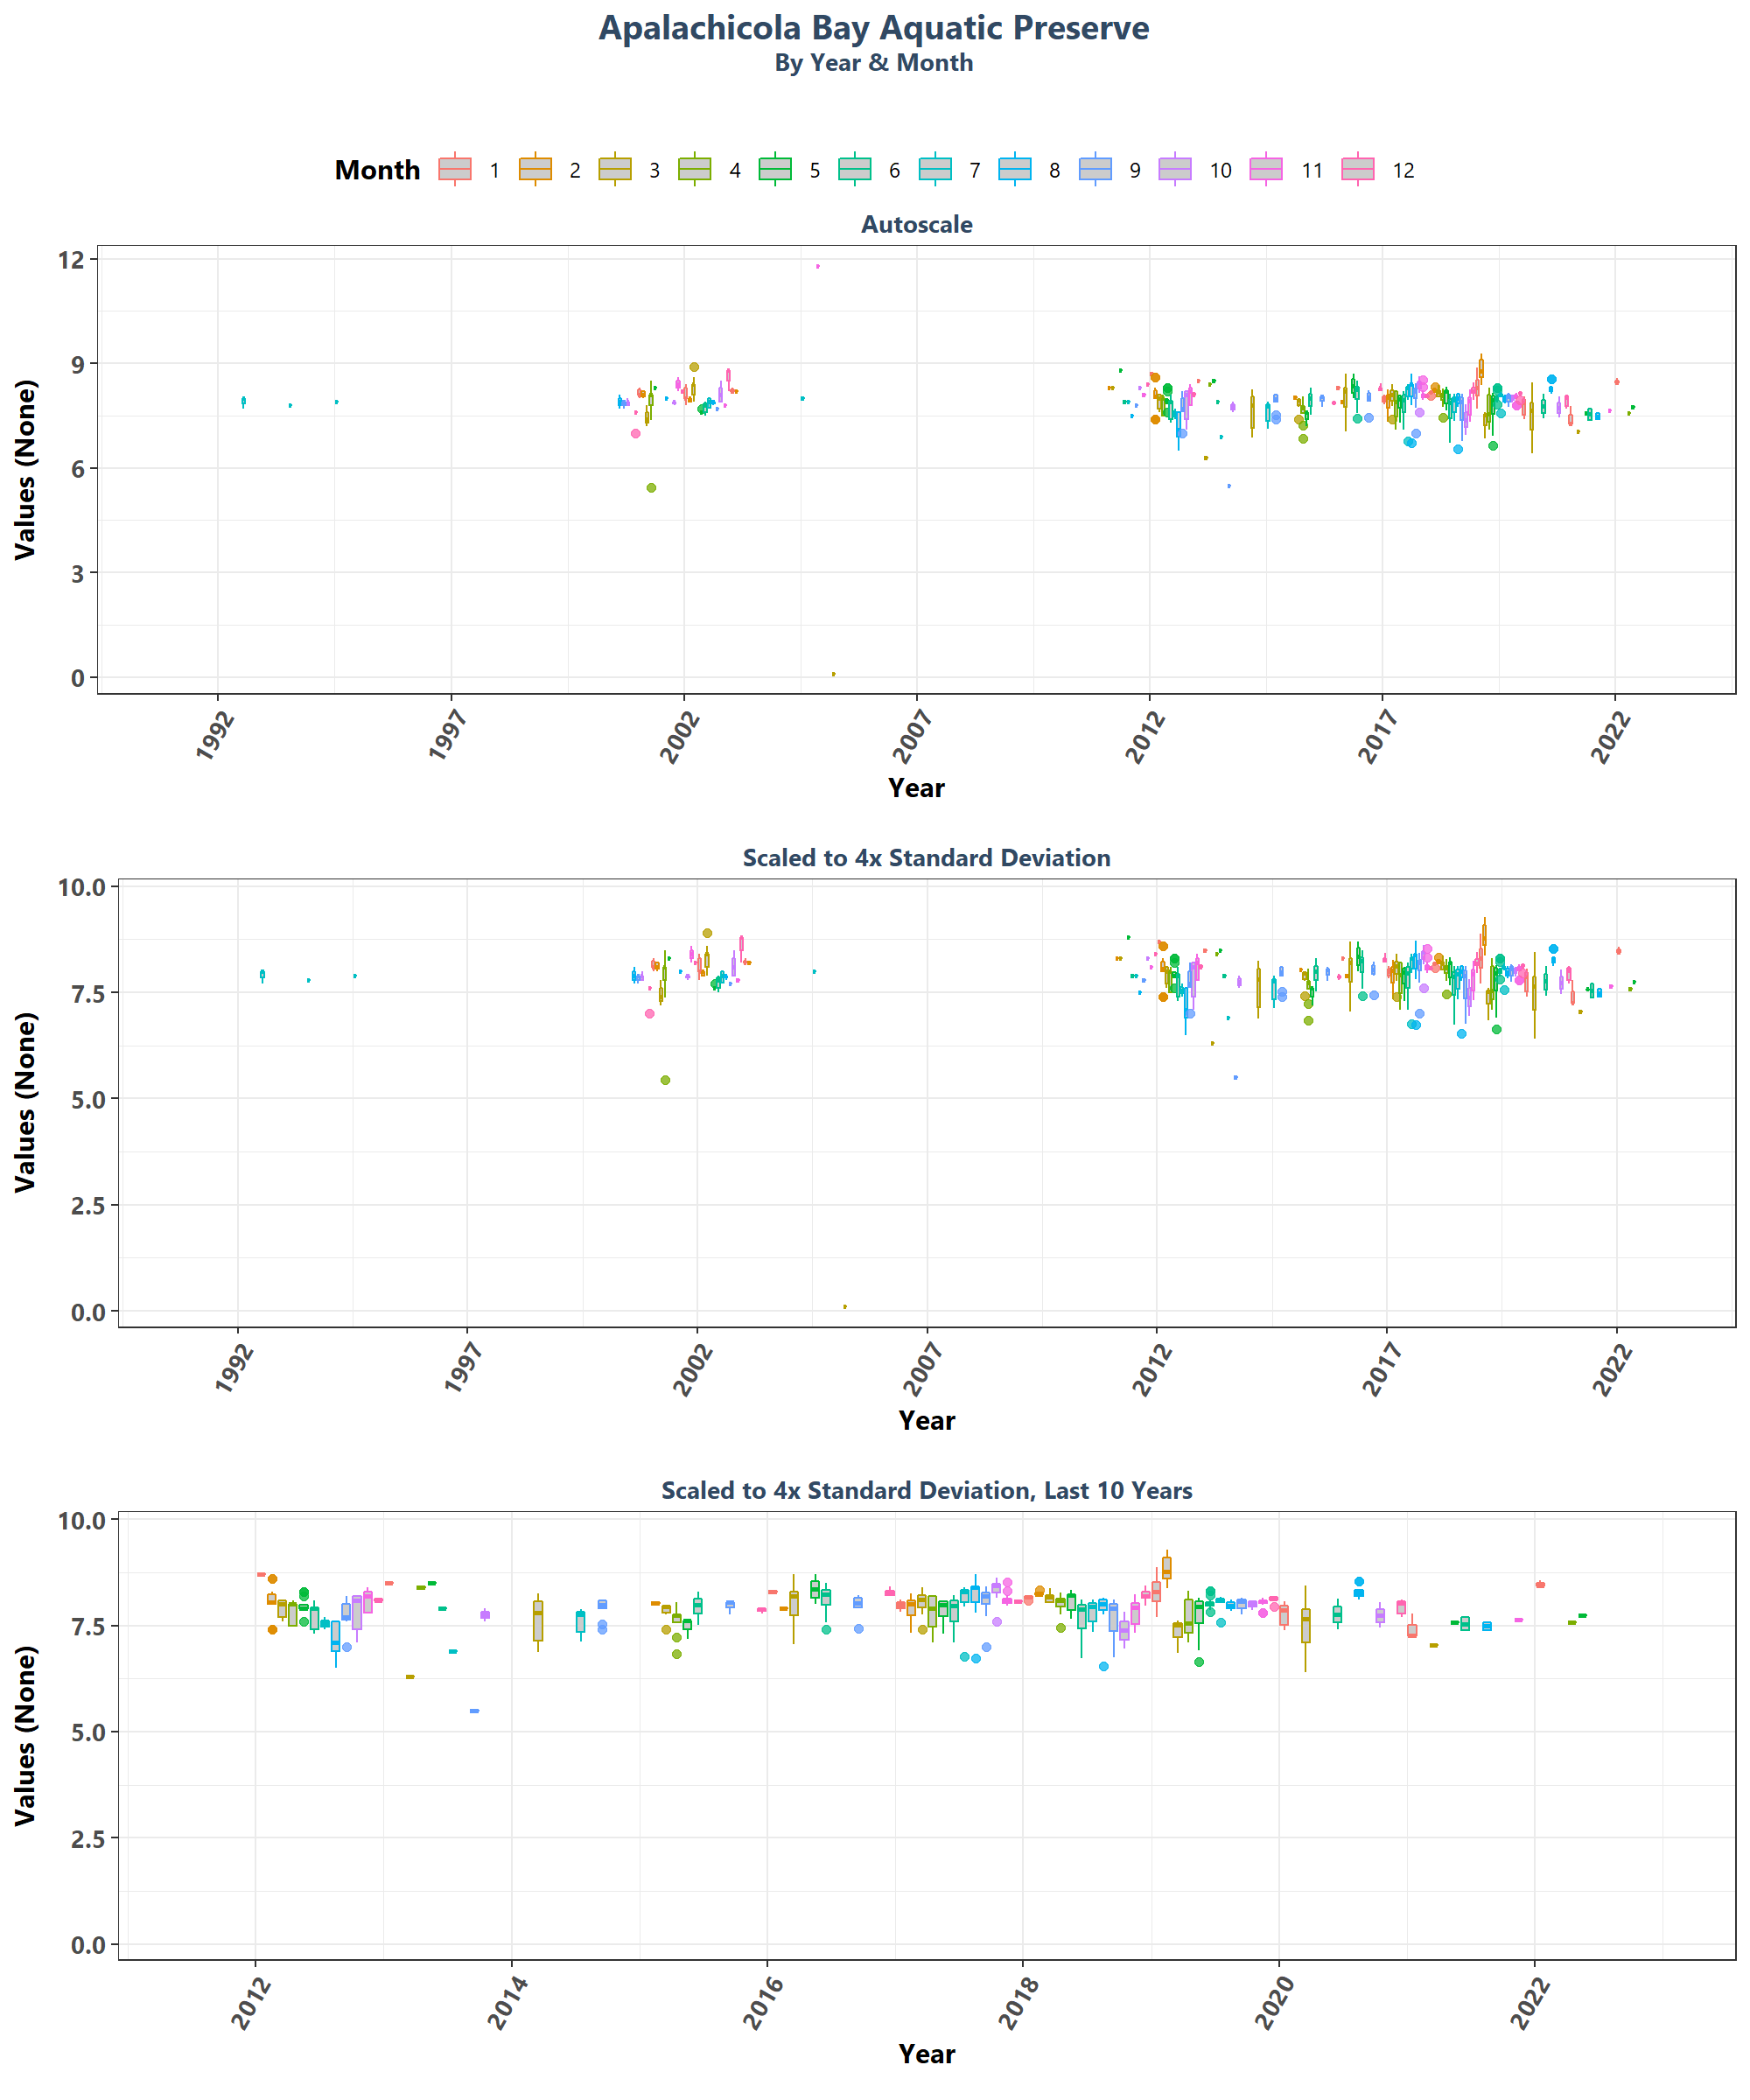 Apalachicola Bay Aquatic Preserve
By Year & Month
Month 1 2 3 4 5 6 7 8 9 10 11 12
Autoscale
Values (None)
12
9
6
3
0
1992 1997 2002 2007 2012 2017 2022
Year
Scaled to 4x Standard Deviation
Values (None)
10.0
7.5
5.0
2.5
0.0
1992 1997 2002 2007 2012 2017 2022
Year
Scaled to 4x Standard Deviation, Last 10 Years
Values (None)
10.0
7.5
5.0
2.5
0.0
2012 2014 2016 2018 2020 2022
Year